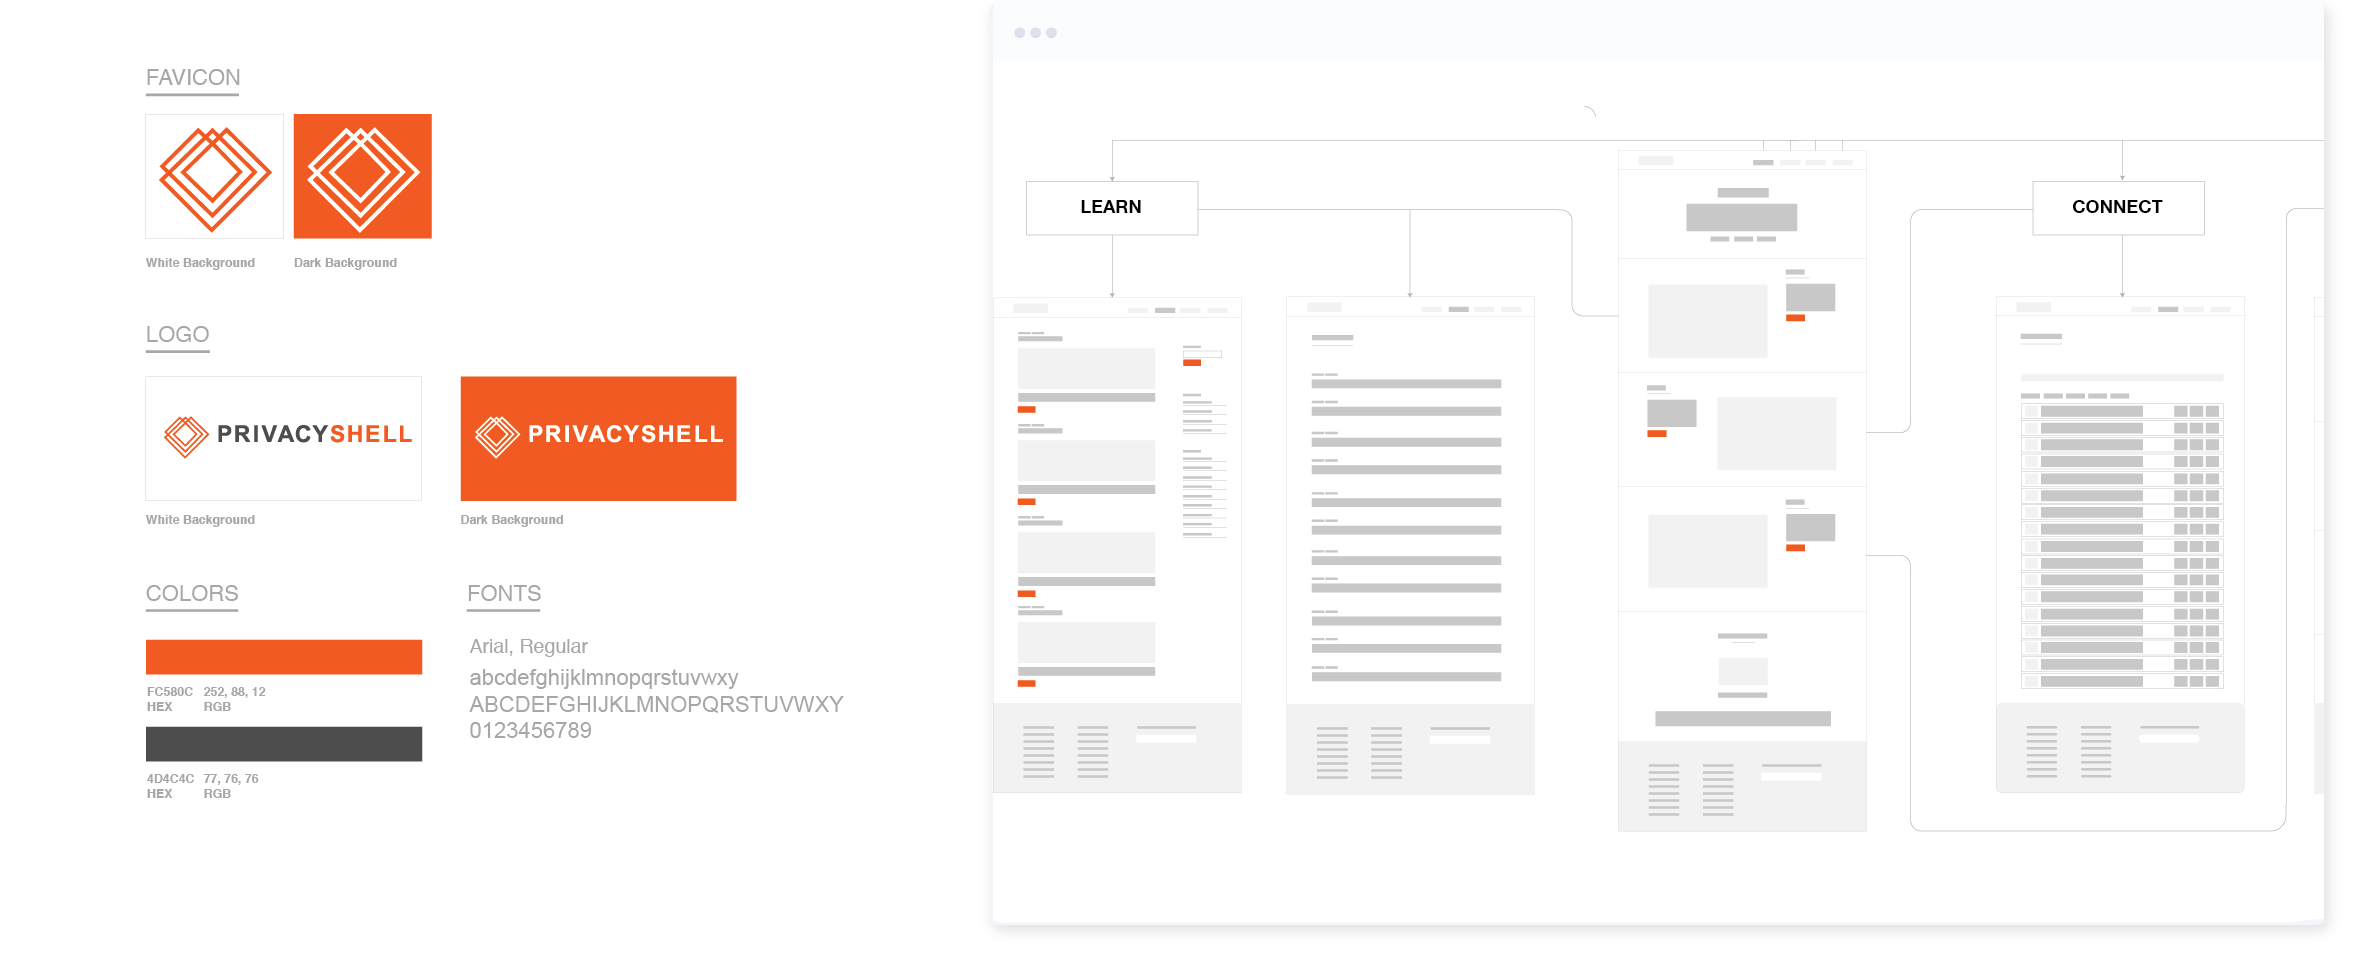 FAVICON
White Background
Dark Background
LOGO
PRIVACYSHELL
PRIVACYSHELL
White Background
Dark Background
COLORS
FC580C 252, 88, 12
HEX RGB
4D4C4C 77, 76, 76
HEX RGB
FONTS
Arial, Regular
abcdefghijklmnopqrstuvwxy
ABCDEFGHIJKLMNOPQRSTUVWXY
0123456789
LEARN
CONNECT